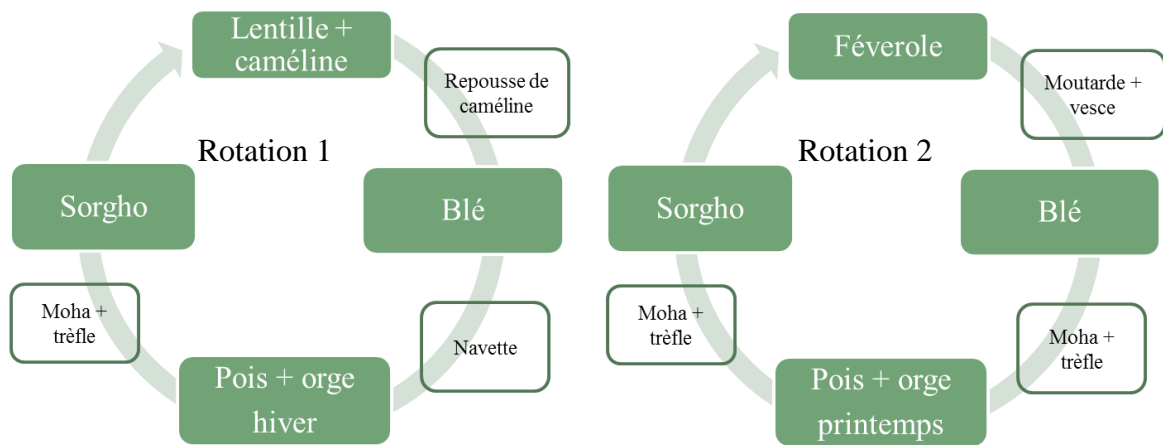 Lentille +
caméline
Repousse de
caméline
Rotation 1
Sorgho
Blé
Moha +
trèfle
Navette
Pois + orge
hiver
Féverole
Moutarde +
vesce
Rotation 2
Sorgho
Blé
Moha +
trèfle
Moha +
trèfle
Pois + orge
printemps